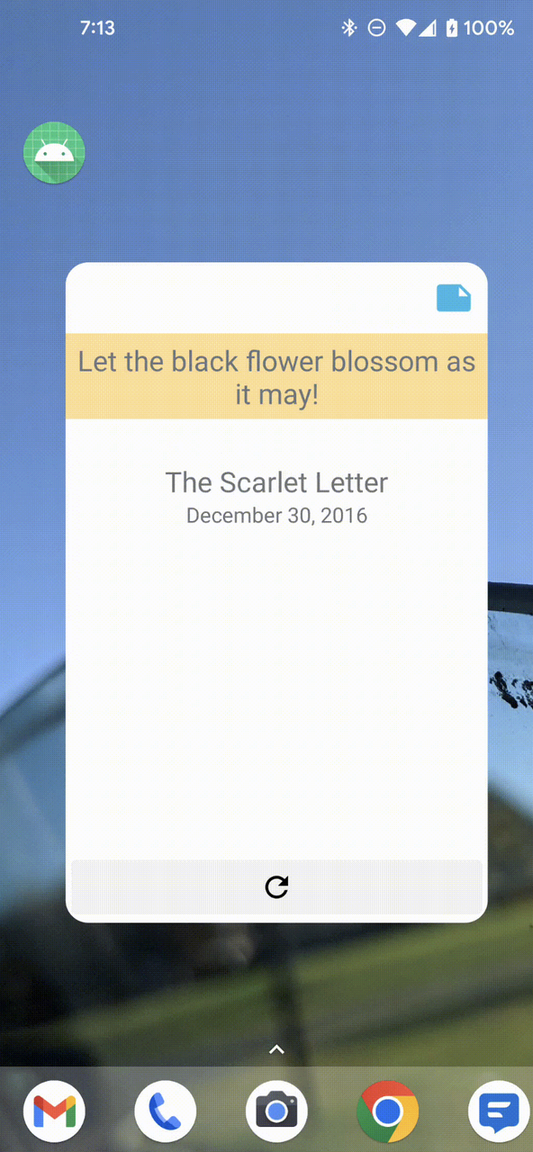 7:13
100%
Let the black flower blossom as
it may!
The Scarlet Letter
December 30, 2016